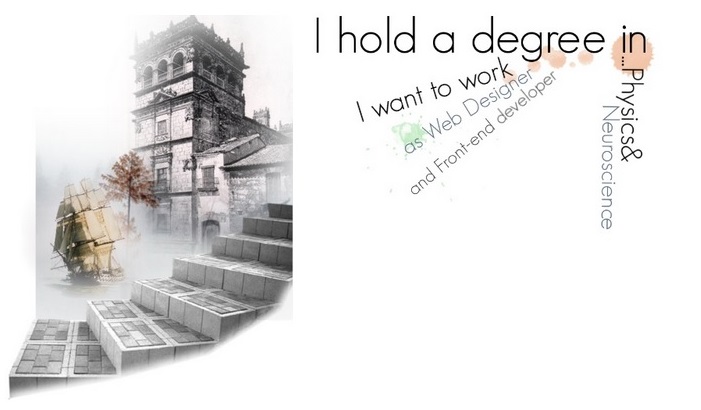 I hold a degree in
...Physics&
Neuroscience
I want to work
as Web Designer
and Front-end developer